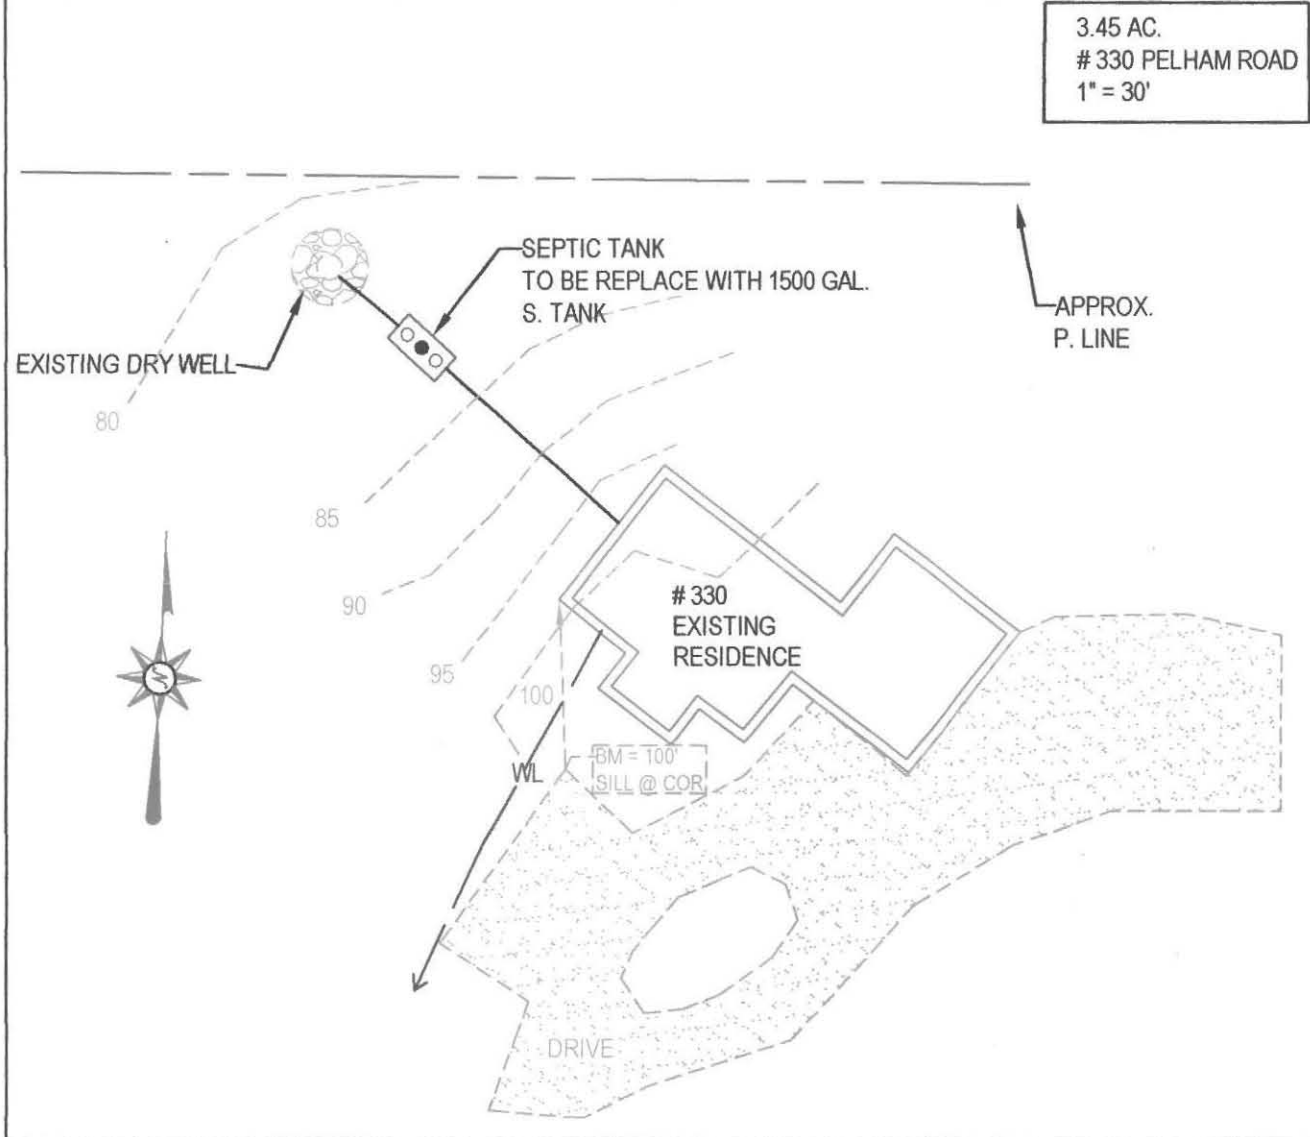 3.45 AC.
# 330 PELHAM ROAD
1" = 30'
SEPTIC TANK
TO BE REPLACE WITH 1500 GAL.
S. TANK
APPROX.
P. LINE
EXISTING DRY WELL
80
85
90
95
100
# 330
EXISTING
RESIDENCE
WL
BM = 100'
SILL @ COR
DRIVE